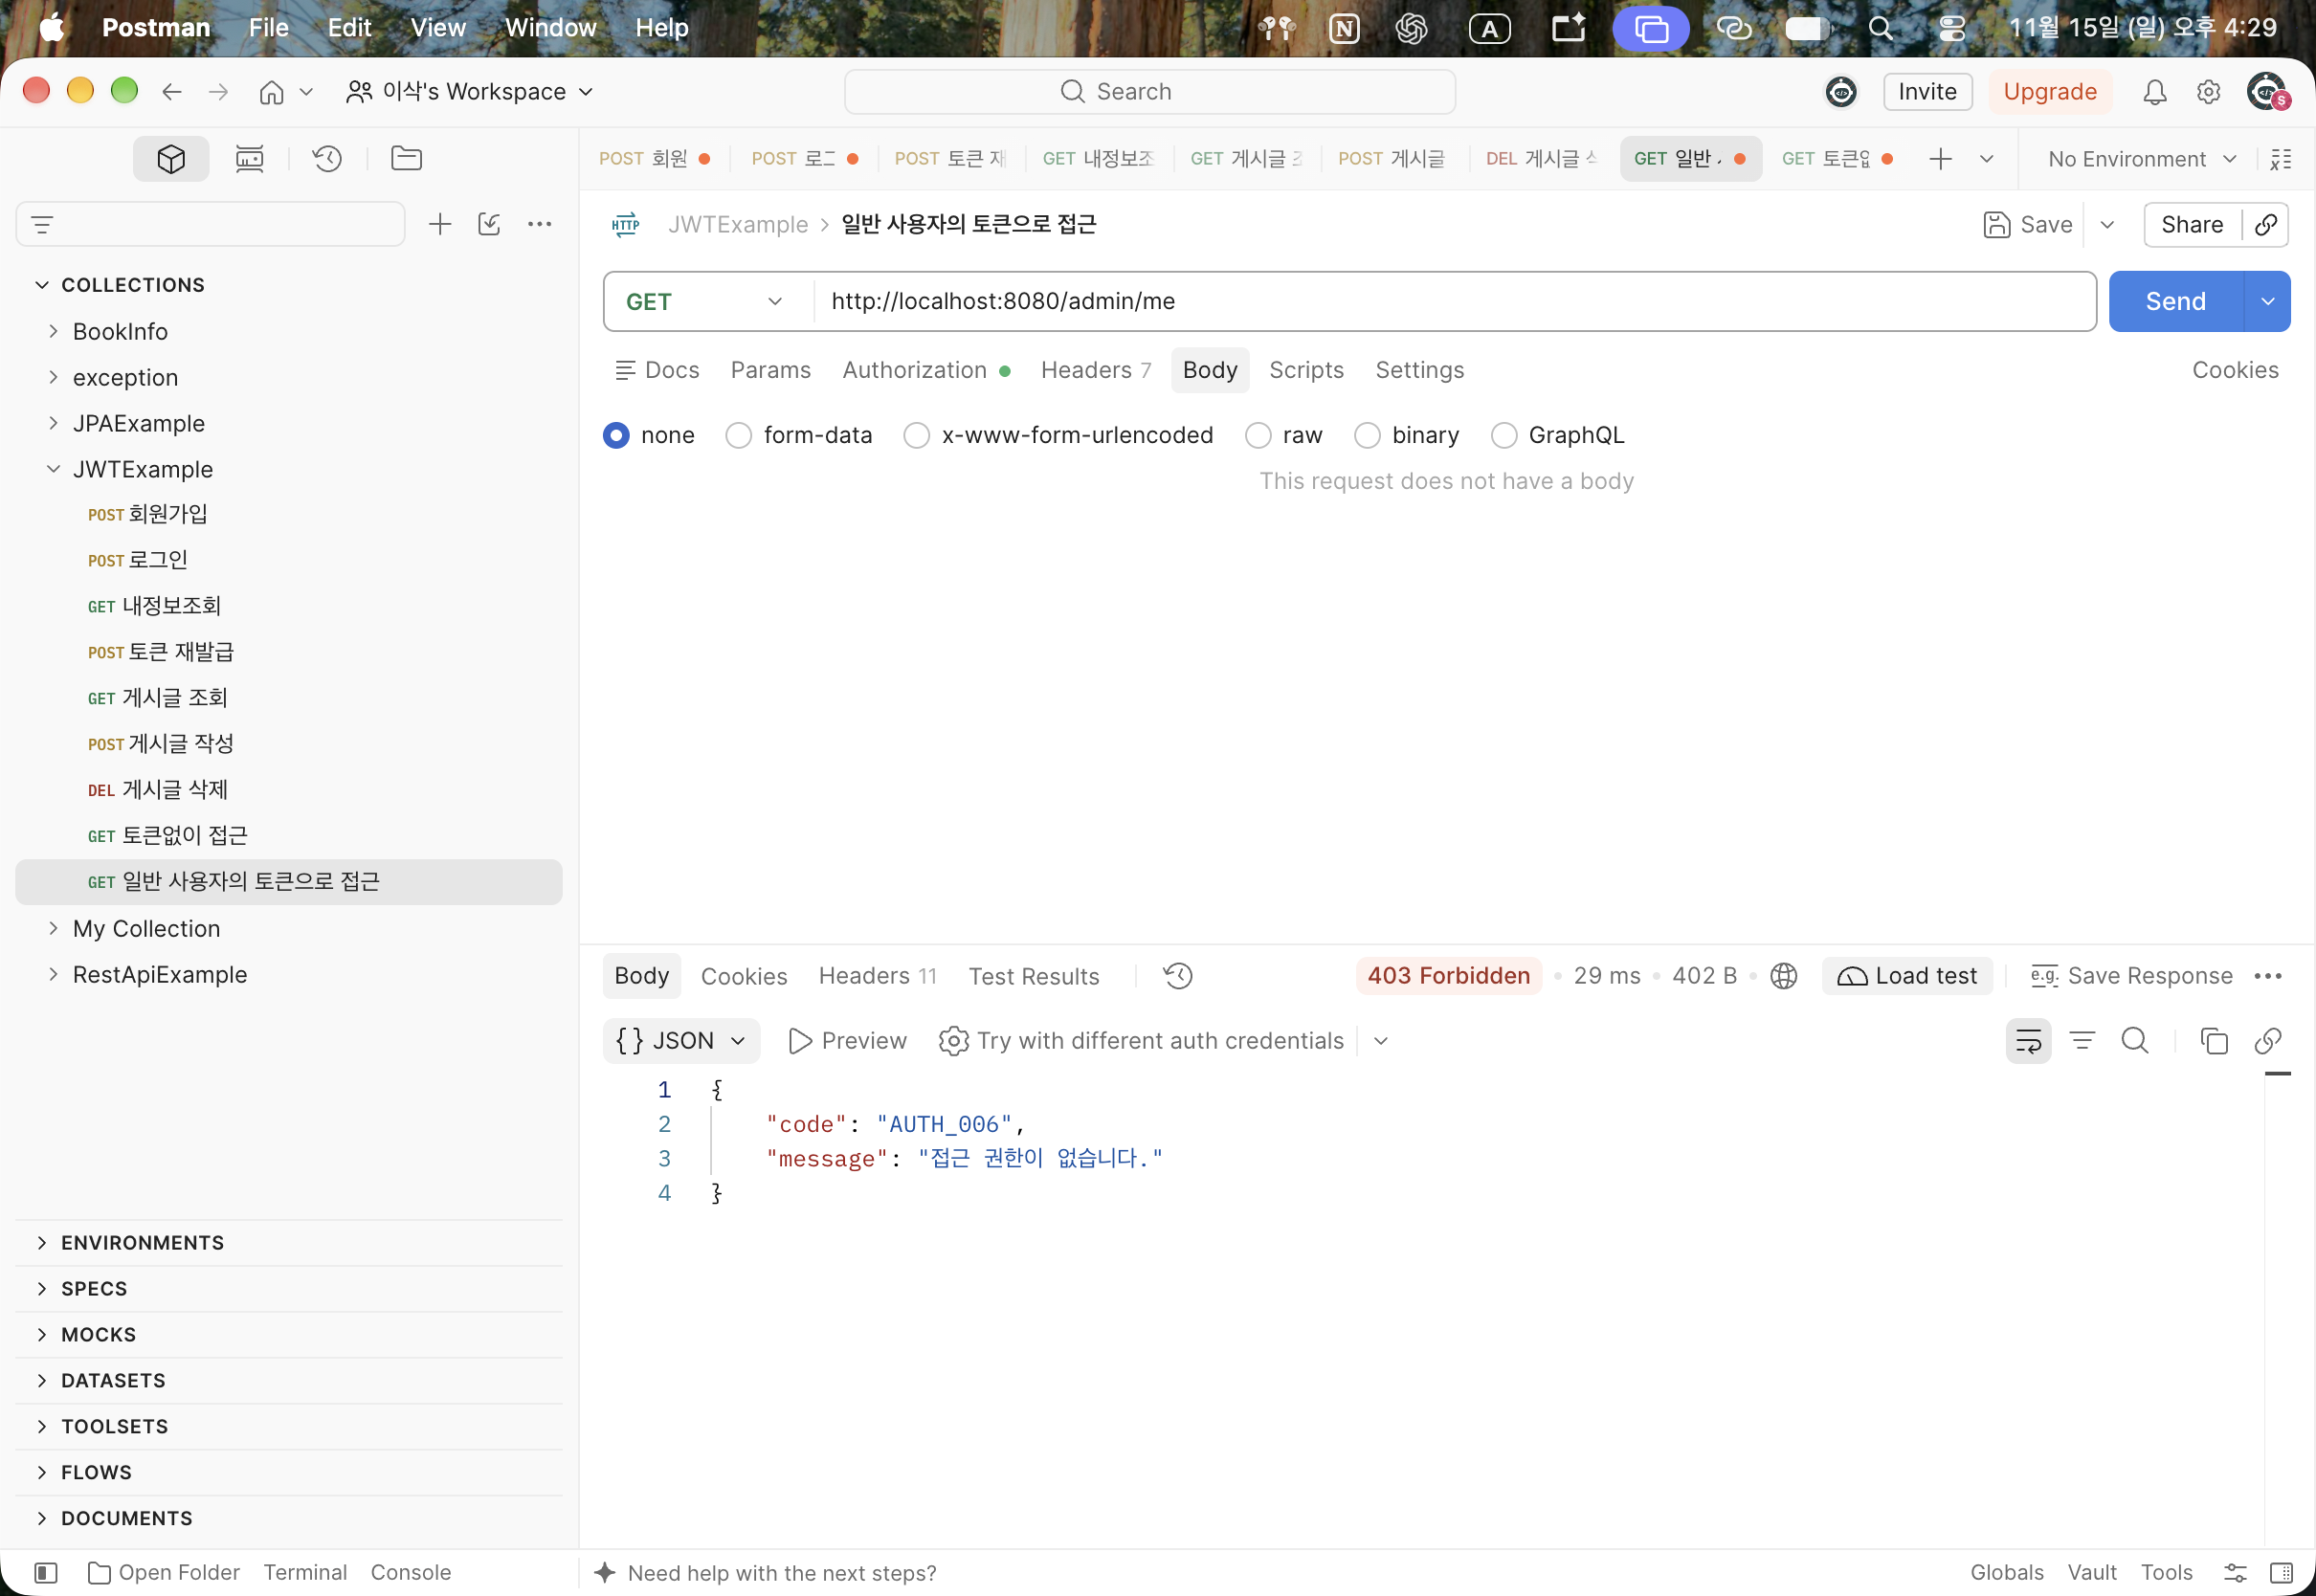 Postman File Edit View Window Help 11월 15일 (일) 오후 4:29
이삭's Workspace Search Invite Upgrade
POST 회원 POST 로그 POST 토큰 재 GET 내정보조 GET 게시글 POST 게시글 DEL 게시글 GET 일반 GET 토큰없 No Environment
JWTExample > 일반 사용자의 토큰으로 접근 Save Share
COLLECTIONS
BookInfo
exception
JPAExample
JWTExample
POST 회원가입
POST 로그인
GET 내정보조회
POST 토큰 재발급
GET 게시글 조회
POST 게시글 작성
DEL 게시글 삭제
GET 토큰없이 접근
GET 일반 사용자의 토큰으로 접근
My Collection
RestApiExample
ENVIRONMENTS
SPECS
MOCKS
DATASETS
TOOLSETS
FLOWS
DOCUMENTS
GET http://localhost:8080/admin/me Send
Docs Params Authorization Headers 7 Body Scripts Settings Cookies
none form-data x-www-form-urlencoded raw binary GraphQL
This request does not have a body
Body Cookies Headers 11 Test Results 403 Forbidden • 29 ms • 402 B • Load test e.g. Save Response
{} JSON Preview Try with different auth credentials
1 {
2 "code": "AUTH_006",
3 "message": "접근 권한이 없습니다."
4 }
Open Folder Terminal Console Need help with the next steps? Globals Vault Tools